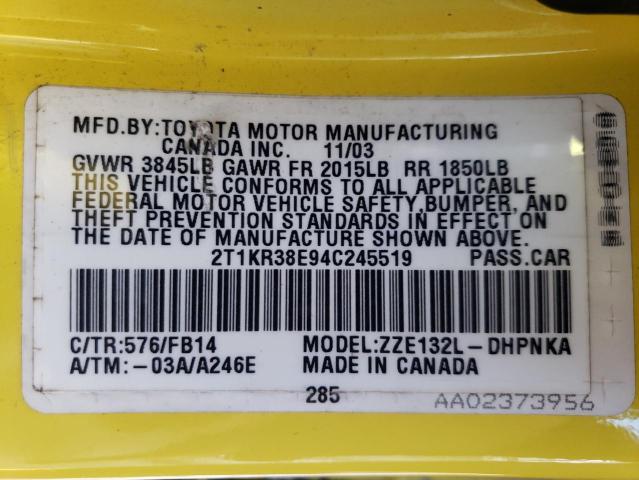 MFD.BY:TOYOTA MOTOR MANUFACTURING
CANADA INC. 11/03
GVWR 3845LB GAWR FR 2015LB RR 1850LB
THIS VEHICLE CONFORMS TO ALL APPLICABLE
FEDERAL MOTOR VEHICLE SAFETY,BUMPER, AND
THEFT PREVENTION STANDARDS IN EFFECT ON
THE DATE OF MANUFACTURE SHOWN ABOVE.
2T1KR38E94C245519 PASS.CAR
C/TR:576/FB14 MODEL:ZZE132L-DHPNKA
A/TM:-03A/A246E MADE IN CANADA
285
AA02373956